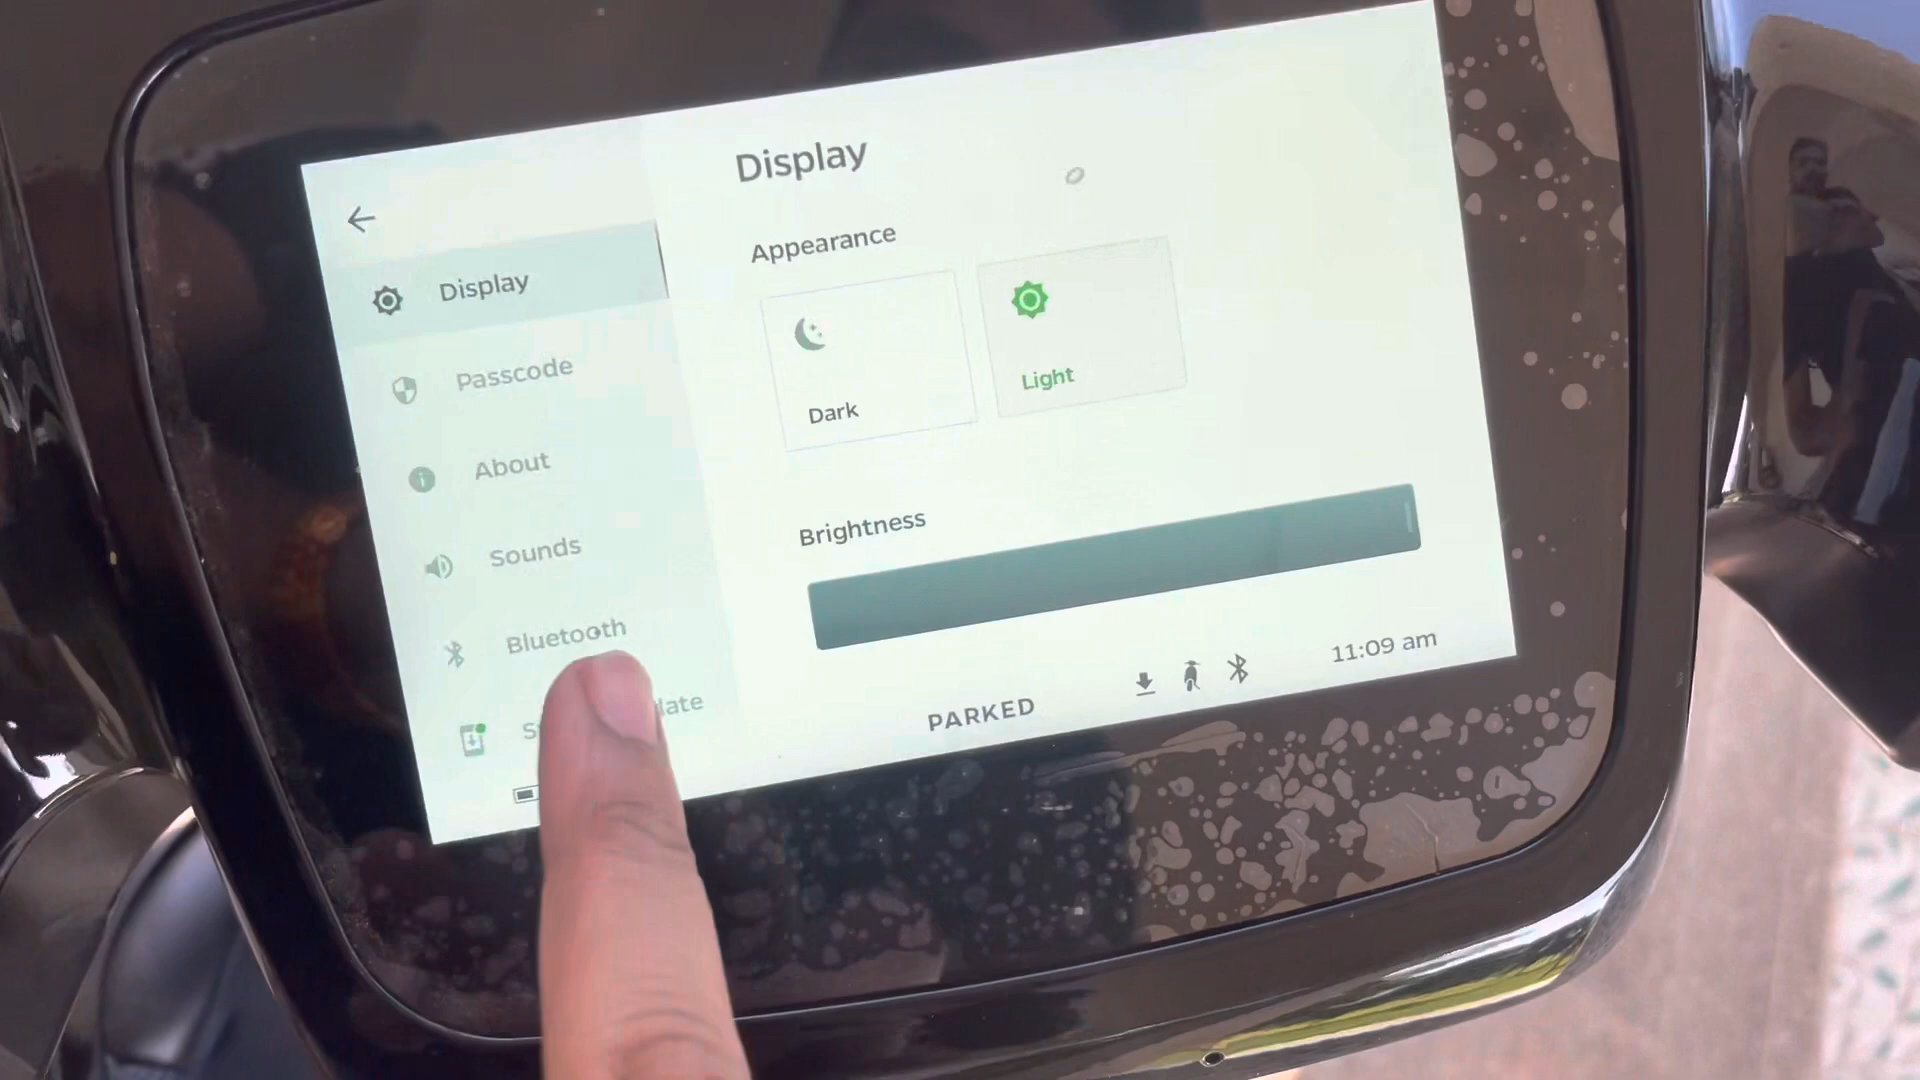 Display
Display
Passcode
About
Sounds
Bluetooth
Appearance
Dark
Light
Brightness
PARKED
11:09 am